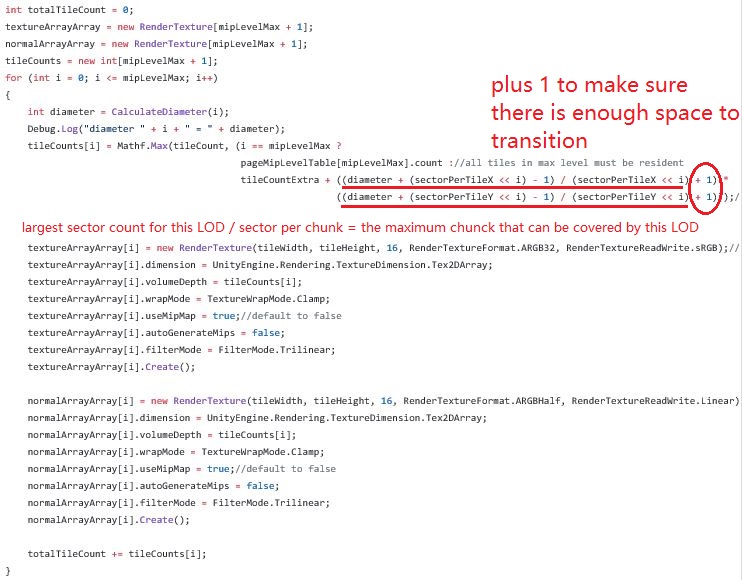 int totalTileCount = 0;
textureArrayArray = new RenderTexture[mipLevelMax + 1];
normalArrayArray = new RenderTexture[mipLevelMax + 1];
tileCounts = new int[mipLevelMax + 1];
for (int i = 0; i <= mipLevelMax; i++)
{
plus 1 to make sure
there is enough space to
transition
int diameter = CalculateDiameter(i);
Debug.Log("diameter " + i + " = " + diameter);
tileCounts[i] = Mathf.Max(tileCount, (i == mipLevelMax ?
pageMipLevelTable[mipLevelMax].count ://all tiles in max level must be resident
tileCountExtra + ((diameter + (sectorPerTileX << i) - 1) / (sectorPerTileX << i) + 1) *
((diameter + (sectorPerTileY << i) - 1) / (sectorPerTileY << i) + 1)));/
largest sector count for this LOD / sector per chunk = the maximum chunck that can be covered by this LOD
textureArrayArray[i] = new RenderTexture(tileWidth, tileHeight, 16, RenderTextureFormat.ARGB32, RenderTextureReadWrite.sRGB);//
textureArrayArray[i].dimension = UnityEngine.Rendering.TextureDimension.Tex2DArray;
textureArrayArray[i].volumeDepth = tileCounts[i];
textureArrayArray[i].wrapMode = TextureWrapMode.Clamp;
textureArrayArray[i].useMipMap = true;//default to false
textureArrayArray[i].autoGenerateMips = false;
textureArrayArray[i].filterMode = FilterMode.Trilinear;
textureArrayArray[i].Create();
normalArrayArray[i] = new RenderTexture(tileWidth, tileHeight, 16, RenderTextureFormat.ARGBHalf, RenderTextureReadWrite.Linear)
normalArrayArray[i].dimension = UnityEngine.Rendering.TextureDimension.Tex2DArray;
normalArrayArray[i].volumeDepth = tileCounts[i];
normalArrayArray[i].wrapMode = TextureWrapMode.Clamp;
normalArrayArray[i].useMipMap = true;//default to false
normalArrayArray[i].autoGenerateMips = false;
normalArrayArray[i].filterMode = FilterMode.Trilinear;
normalArrayArray[i].Create();
totalTileCount += tileCounts[i];
}